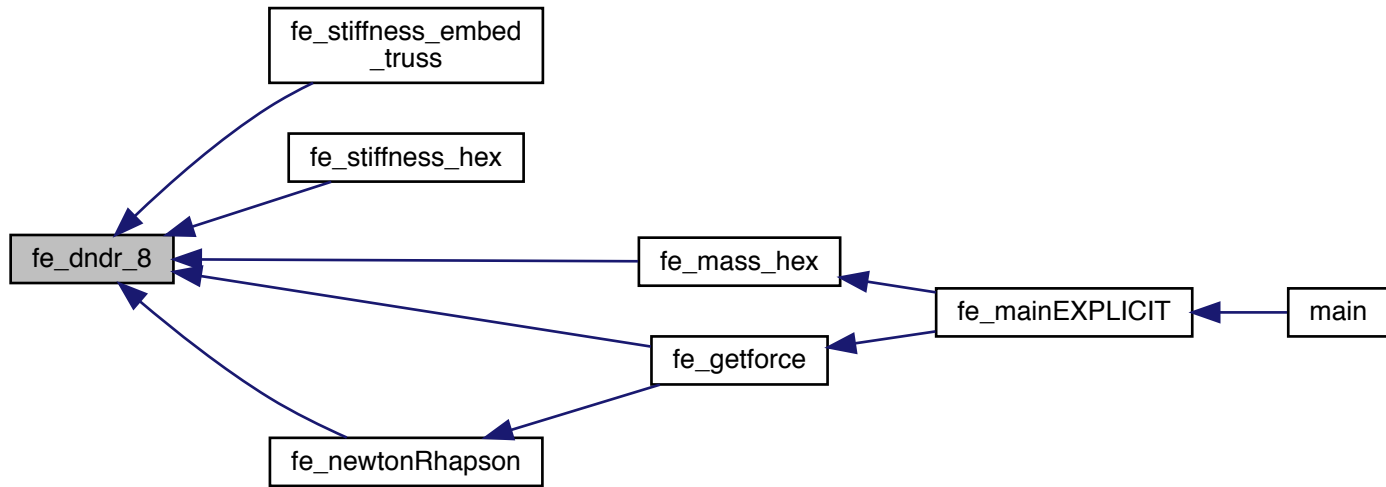 fe_stiffness_embed
_truss
fe_stiffness_hex
fe_dndr_8
fe_mass_hex
fe_mainEXPLICIT
main
fe_getforce
fe_newtonRhapson